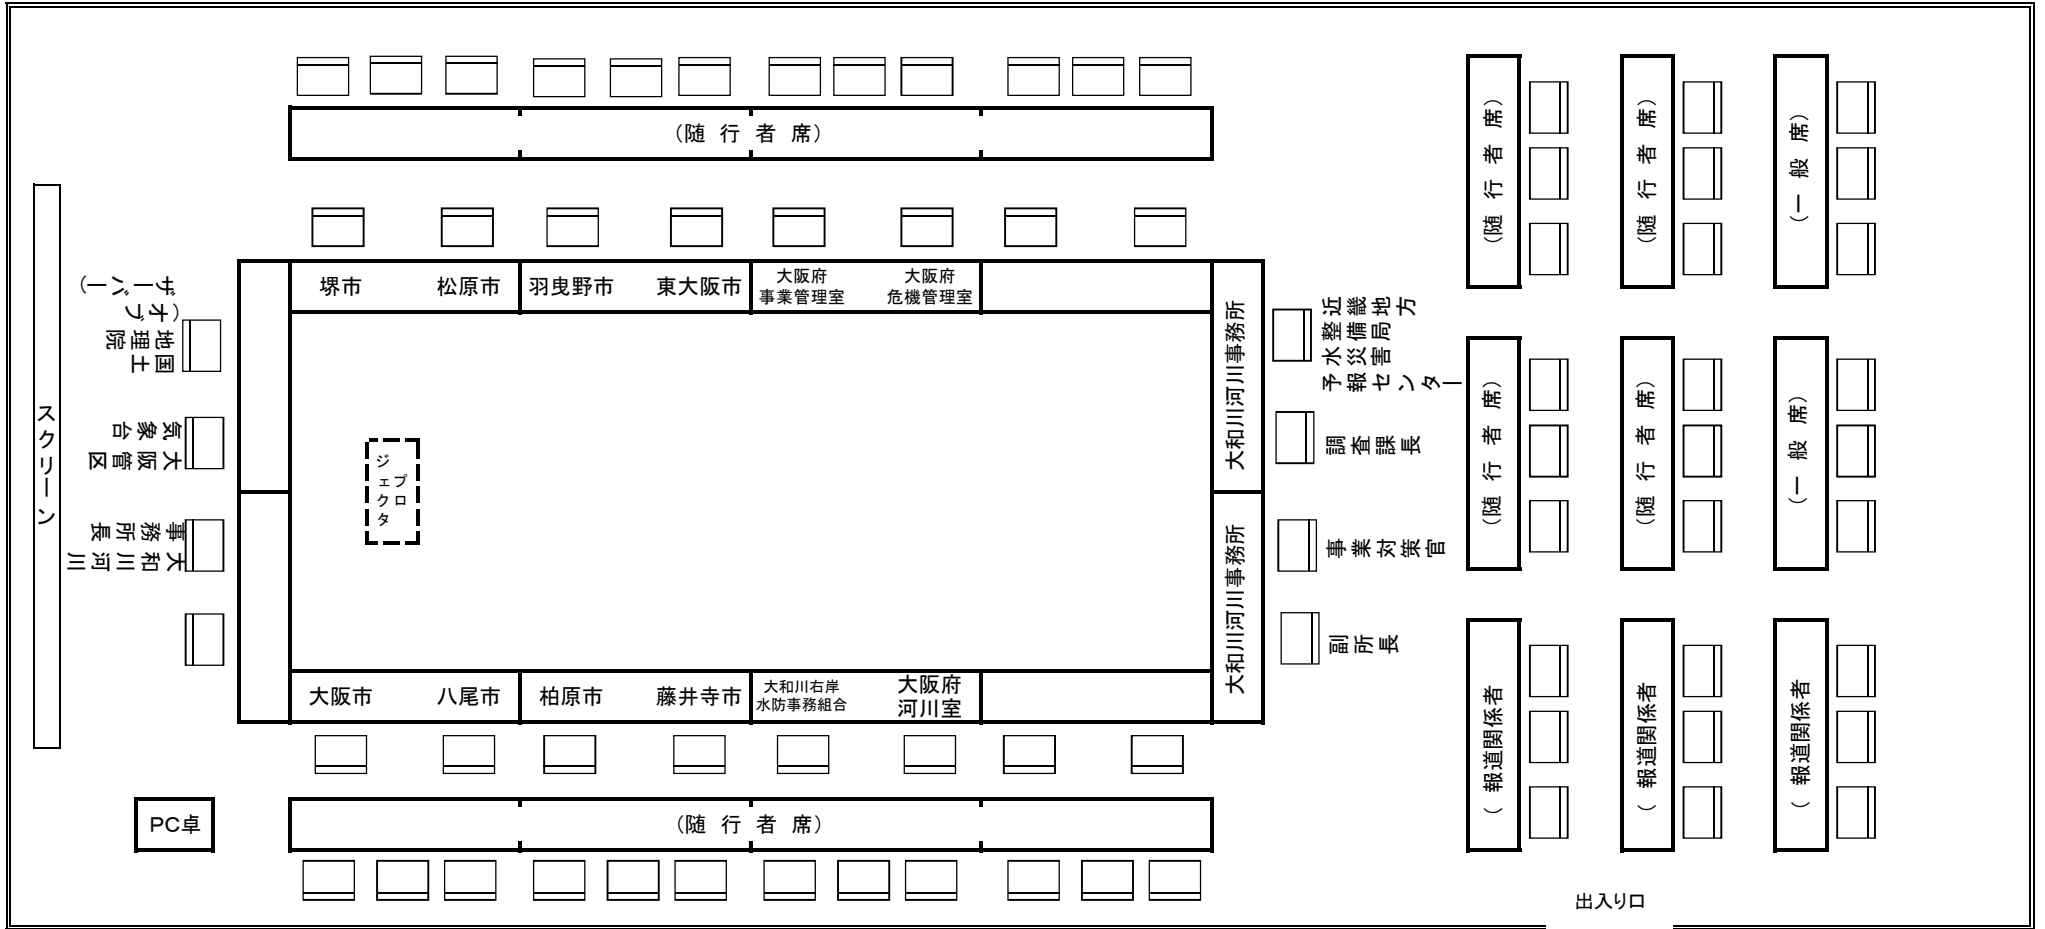 (随 行 者 席)
堺市
松原市
羽曳野市
東大阪市
大阪府
事業管理室
大阪府
危機管理室
スクリーン
国土
地理院
(オブ
ザーバー)
大阪管区
気象台
大和川河川
事務所長
プロ
ジェクタ
大和川河川事務所
大和川河川事務所
近畿地方
整備局
水災害
予報センター
調査課長
事業対策官
副所長
大阪市
八尾市
柏原市
藤井寺市
大和川右岸
水防事務組合
大阪府
河川室
PC卓
(随 行 者 席)
(随 行 者 席)
(随 行 者 席)
(一 般 席)
(随 行 者 席)
(随 行 者 席)
(一 般 席)
( 報道関係者
( 報道関係者
( 報道関係者
出入り口